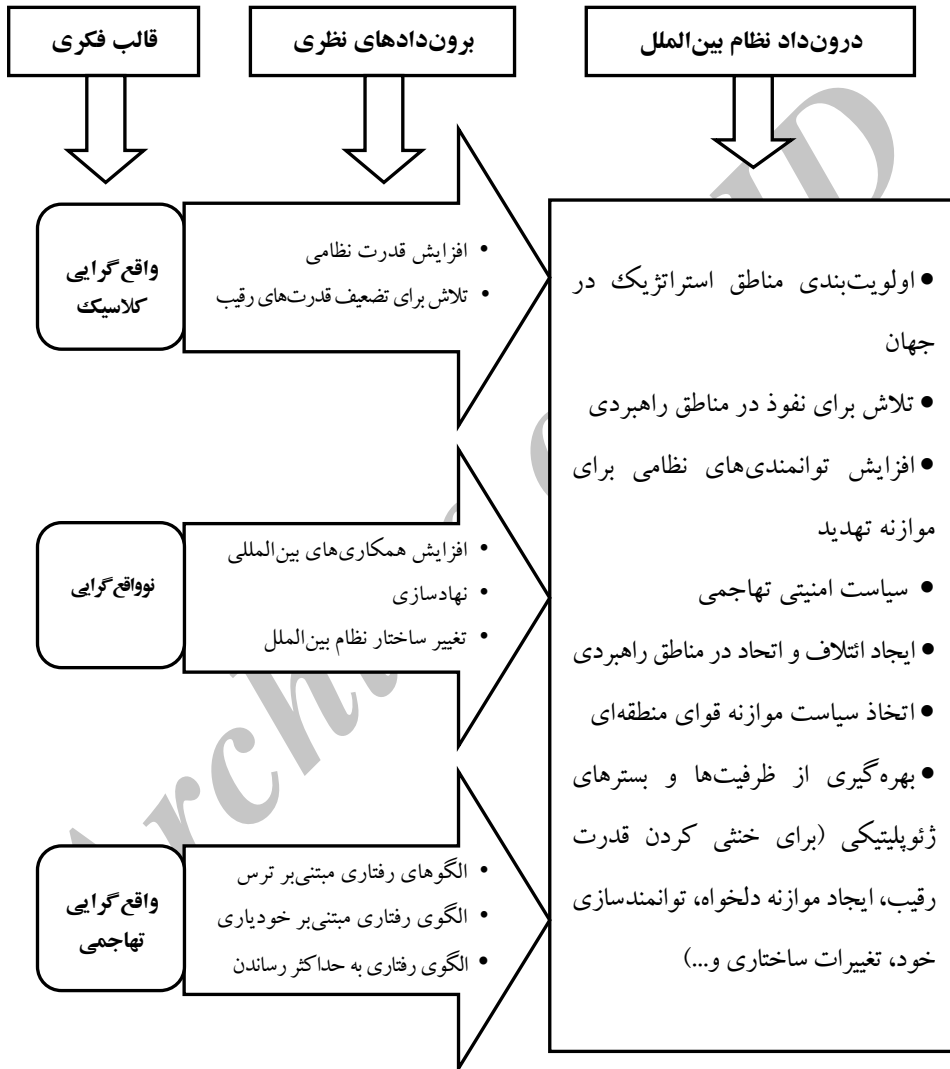 درون‌داد نظام بین‌الملل
برون‌دادهای نظری
قالب فکری
واقع‌گرایی
کلاسیک
• افزایش قدرت نظامی
• تلاش برای تضعیف قدرت‌های رقیب
نوواقع‌گرایی
• افزایش همکاری‌های بین‌المللی
• نهادسازی
• تغییر ساختار نظام بین‌الملل
واقع‌گرایی
تهاجمی
• الگوهای رفتاری مبتنی‌بر ترس
• الگوی رفتاری مبتنی‌بر خودیاری
• الگوی رفتاری به حداکثر رساندن
• اولویت‌بندی مناطق استراتژیک در
جهان
• تلاش برای نفوذ در مناطق راهبردی
• افزایش توانمندی‌های نظامی برای
موازنه تهدید
• سیاست امنیتی تهاجمی
• ایجاد ائتلاف و اتحاد در مناطق راهبردی
• اتخاذ سیاست موازنه قوای منطقه‌ای
• بهره‌گیری از ظرفیت‌ها و بسترهای
ژئوپلیتیکی (برای خنثی کردن قدرت
رقیب، ایجاد موازنه دلخواه، توانمندسازی
خود، تغییرات ساختاری و...)